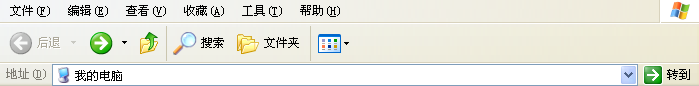 文件(F) 编辑(E) 查看(V) 收藏(A) 工具(T) 帮助(H)
后退 搜索 文件夹
地址(D) 我的电脑 转到